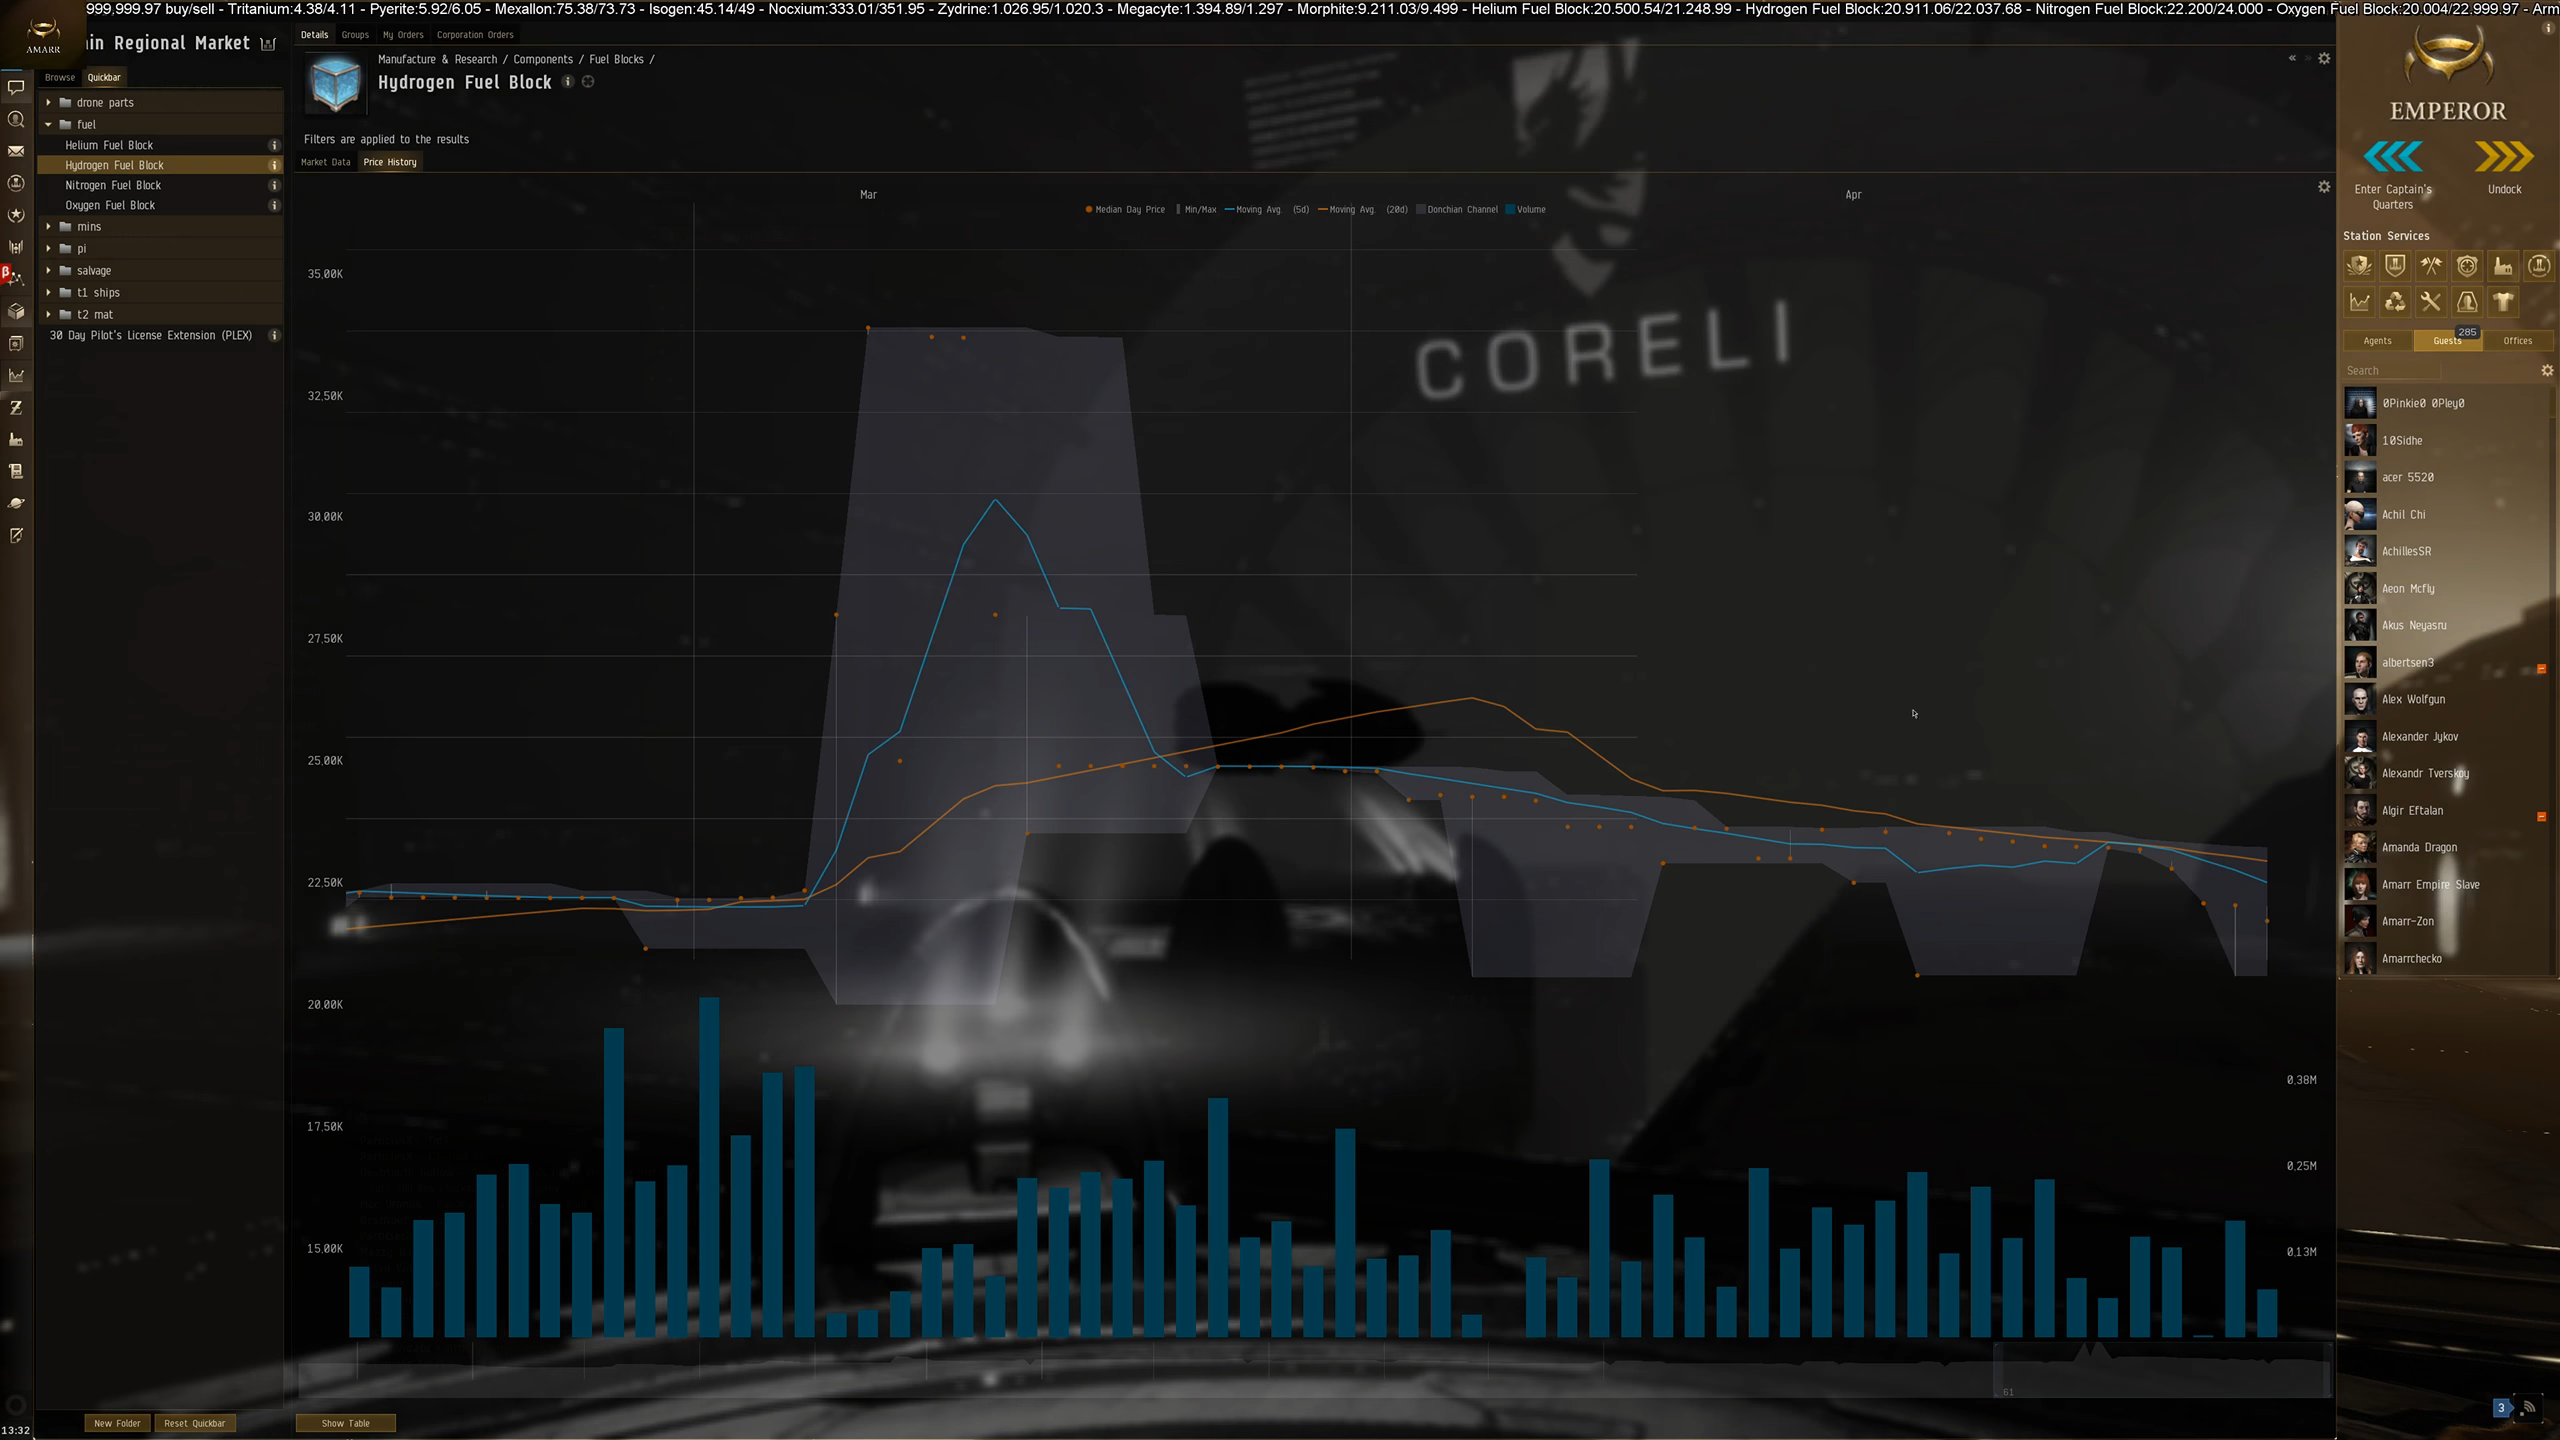 999,999.97 buy/sell - Tritanium:4.38/4.11 - Pyerite:5.92/6.05 - Mexallon:75.38/73.73 - Isogen:45.14/49 - Nocxium:333.01/351.95 - Zydrine:1.026.95/1.020.3 - Megacyte:1.394.89/1.297 - Morphite:9.211.03/9.499 - Helium Fuel Block:20.500.54/21.248.99 - Hydrogen Fuel Block:20.911.06/22.037.68 - Nitrogen Fuel Block:22.200/24.000 - Oxygen Fuel Block:20.004/22.999.97 - Arm
AMARR
in Regional Market
Browse Quickbar
drone parts
fuel
Helium Fuel Block
Hydrogen Fuel Block
Nitrogen Fuel Block
Oxygen Fuel Block
mins
pi
salvage
t1 ships
t2 mat
30 Day Pilot's License Extension (PLEX)
β
Z
New Folder Reset Quickbar
13:32
Details Groups My Orders Corporation Orders
Manufacture & Research / Components / Fuel Blocks /
Hydrogen Fuel Block
Filters are applied to the results
Market Data Price History
Mar Apr
Median Day Price Min/Max Moving Avg. (5d) Moving Avg. (20d) Donchian Channel Volume
35,00K
32,50K
30,00K
27,50K
25,00K
22,50K
20,00K
17,50K
15,00K
0,38M
0,25M
0,13M
61
Show Table
CORELI
EMPEROR
Enter Captain's Quarters
Undock
Station Services
285
Agents Guests Offices
Search
0Pinkie0 0Pley0
10Sidhe
acer 5520
Achil Chi
AchillesSR
Aeon Mcfly
Akus Neyasru
albertsen3
Alex Wolfgun
Alexander Jykov
Alexandr Tverskoy
Algir Eftalan
Amanda Dragon
Amarr Empire Slave
Amarr-Zon
Amarrchecko
3